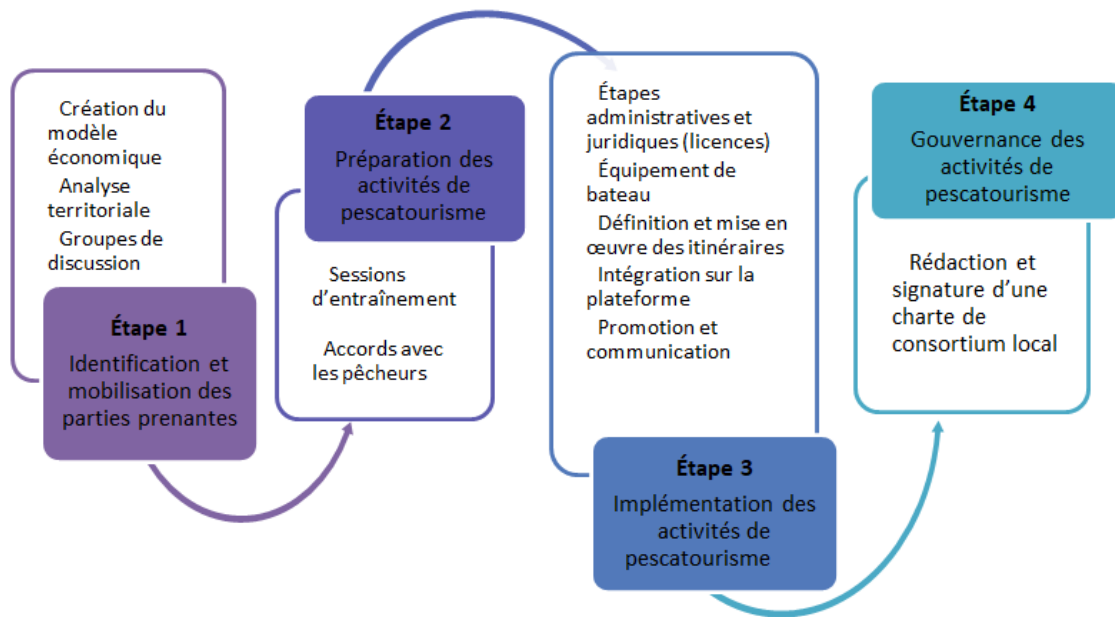 Création du
modèle
économique
Analyse
territoriale
Groupes de
discussion
Étape 1
Identification et
mobilisation des
parties prenantes
Étape 2
Préparation des
activités de
pescatourisme
Sessions
d’entraînement
Accords avec
les pêcheurs
Étapes
administratives et
juridiques (licences)
Équipement de
bateau
Définition et mise en
œuvre des itinéraires
Intégration sur la
plateforme
Promotion et
communication
Étape 3
Implémentation des
activités de
pescatourisme
Étape 4
Gouvernance des
activités de
pescatourisme
Rédaction et
signature d’une
charte de
consortium local